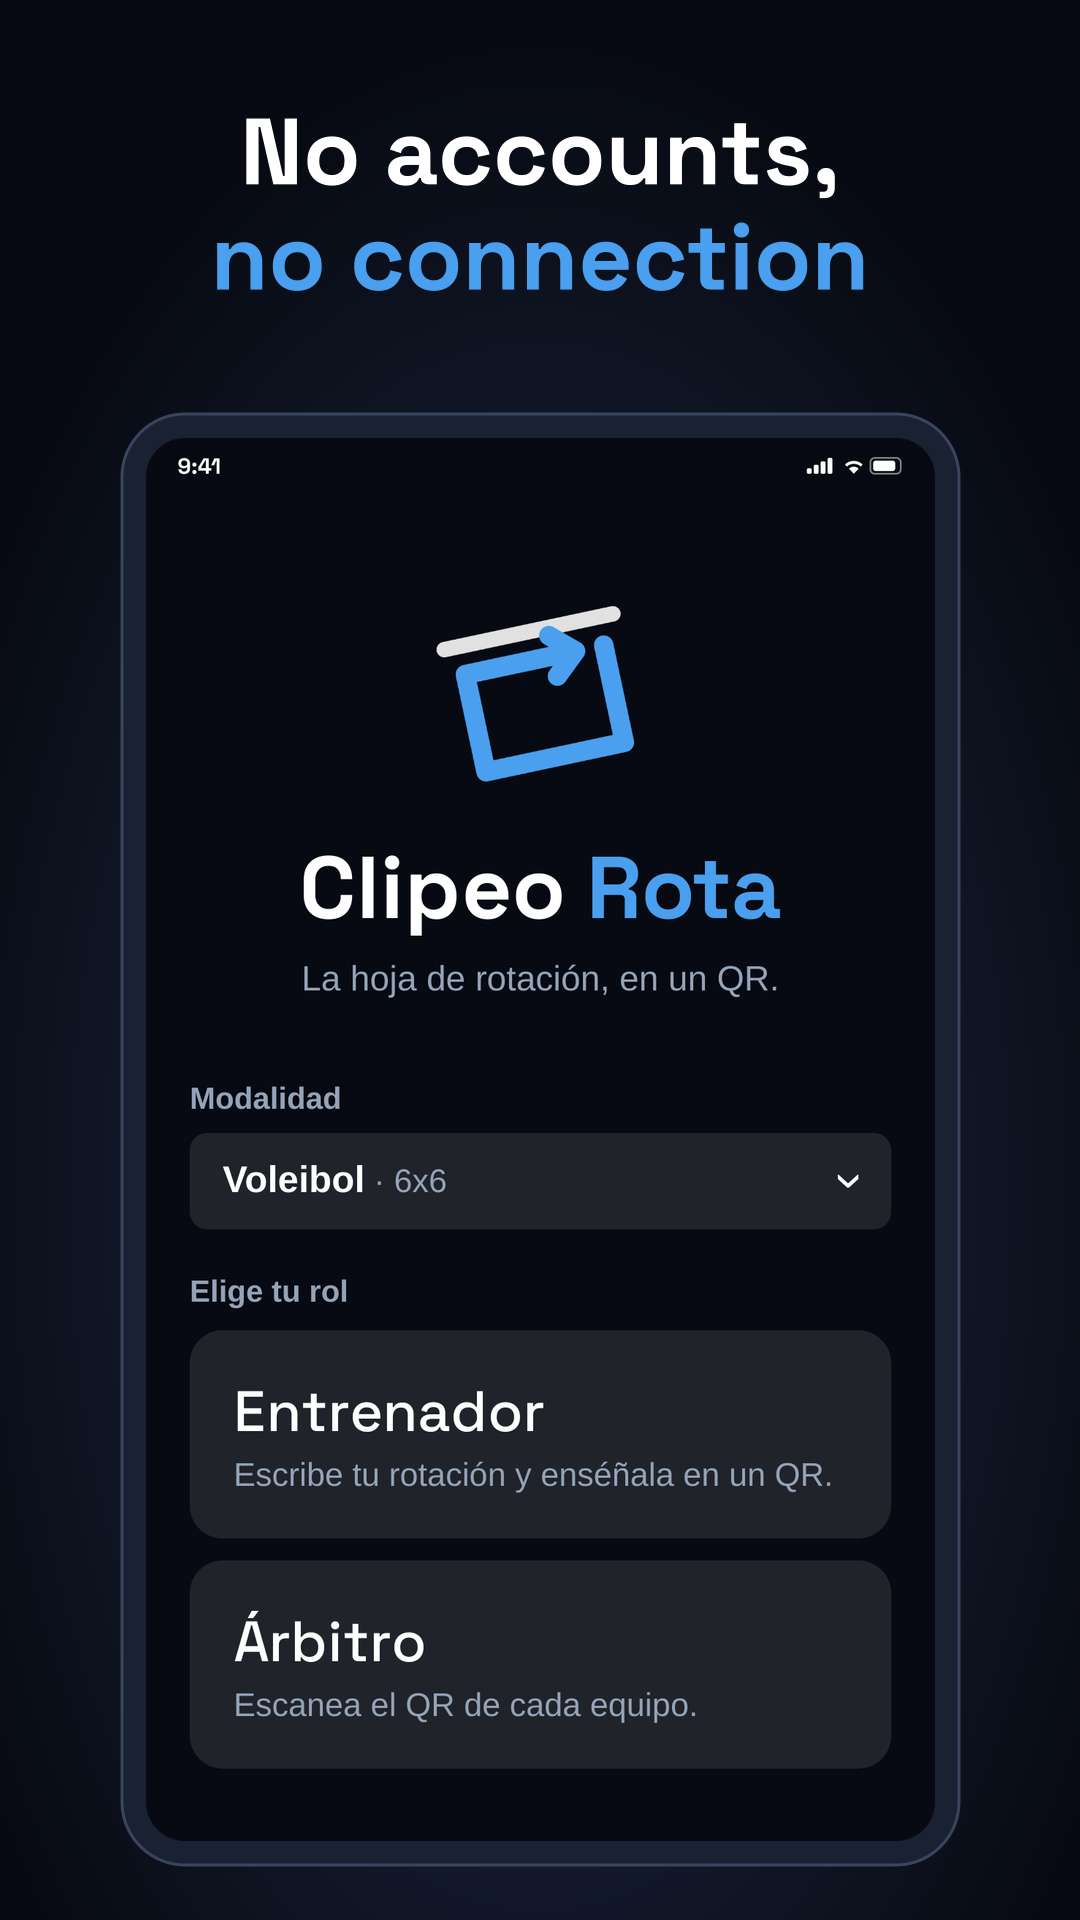 No accounts,
no connection
9:41
Clipeo Rota
La hoja de rotación, en un QR.
Modalidad
Voleibol · 6x6
Elige tu rol
Entrenador
Escribe tu rotación y enséñala en un QR.
Árbitro
Escanea el QR de cada equipo.